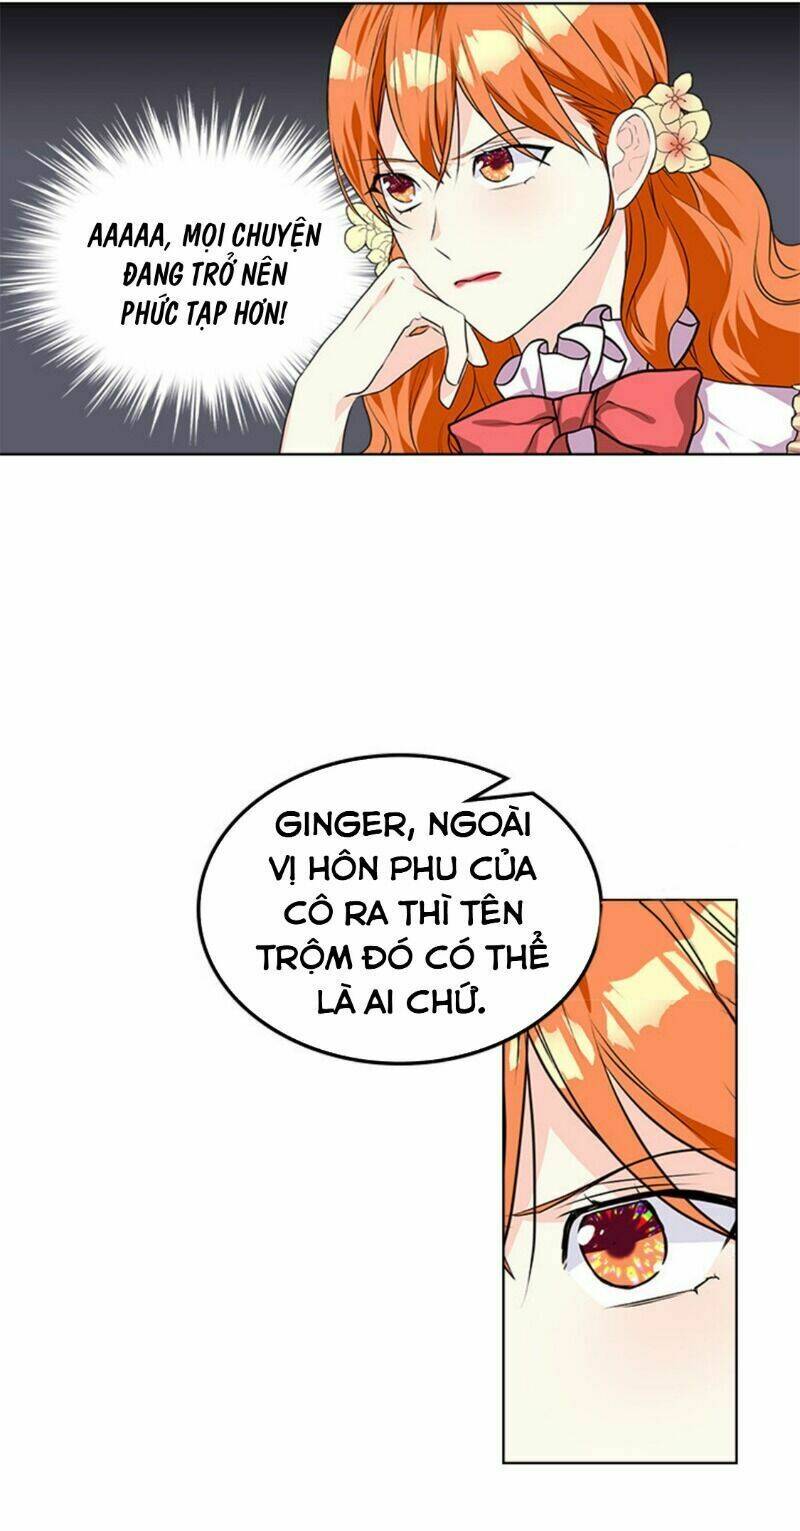 AAAAA, MỌI CHUYỆN
ĐANG TRỞ NÊN
PHỨC TẠP HƠN!
GINGER, NGOÀI
VỊ HÔN PHU CỦA
CÔ RA THÌ TÊN
TRỘM ĐÓ CÓ THỂ
LÀ AI CHỨ.